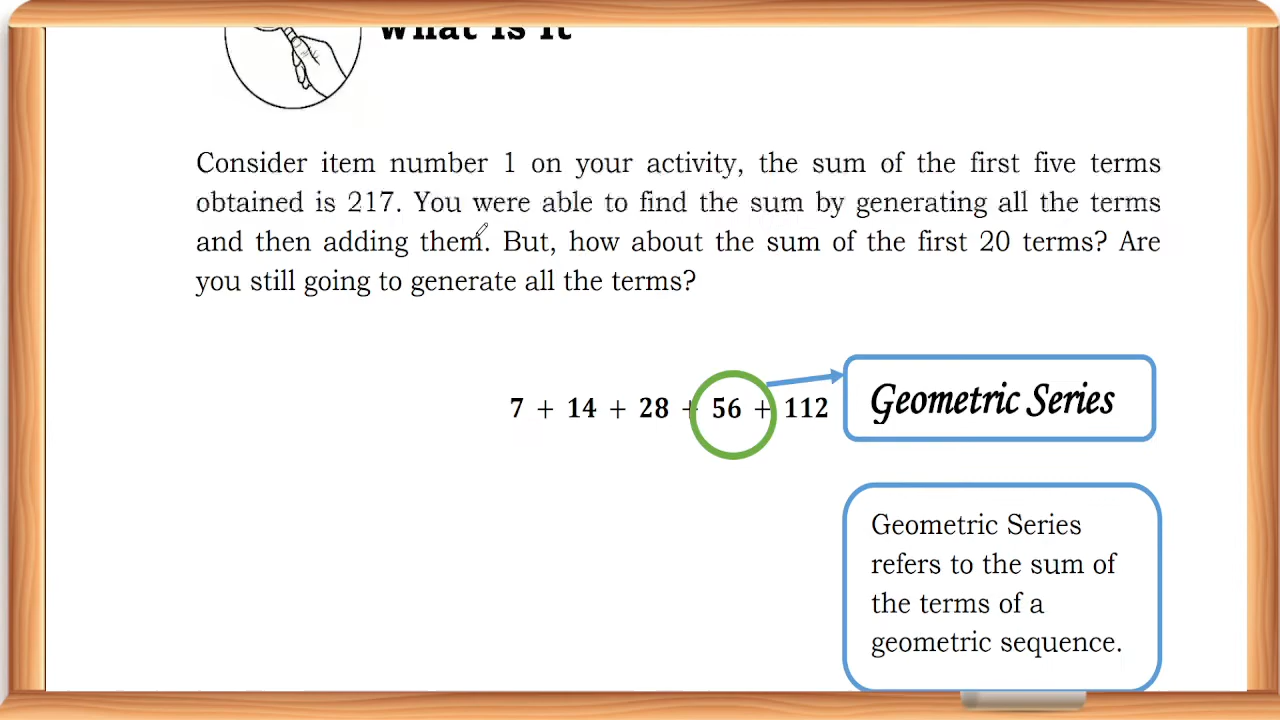 What is it
Consider item number 1 on your activity, the sum of the first five terms
obtained is 217. You were able to find the sum by generating all the terms
and then adding them. But, how about the sum of the first 20 terms? Are
you still going to generate all the terms?
7 + 14 + 28 + 56 + 112
Geometric Series
Geometric Series
refers to the sum of
the terms of a
geometric sequence.